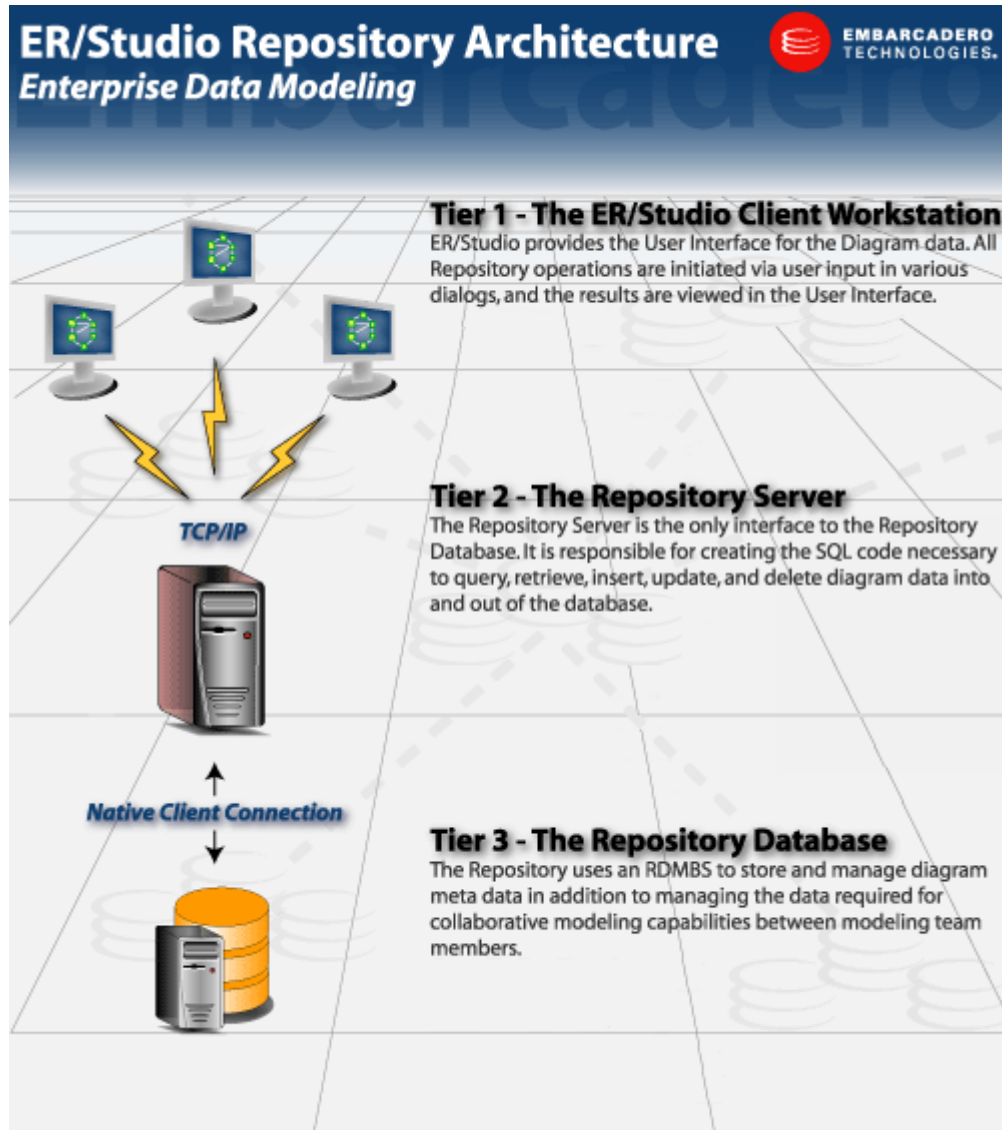 ER/Studio Repository Architecture
Enterprise Data Modeling
EMBARCADERO
TECHNOLOGIES.
Embarcadero
Tier 1 - The ER/Studio Client Workstation
ER/Studio provides the User Interface for the Diagram data. All
Repository operations are initiated via user input in various
dialogs, and the results are viewed in the User Interface.
TCP/IP
Tier 2 - The Repository Server
The Repository Server is the only interface to the Repository
Database. It is responsible for creating the SQL code necessary
to query, retrieve, insert, update, and delete diagram data into
and out of the database.
Native Client Connection
Tier 3 - The Repository Database
The Repository uses an RDMBS to store and manage diagram
meta data in addition to managing the data required for
collaborative modeling capabilities between modeling team
members.